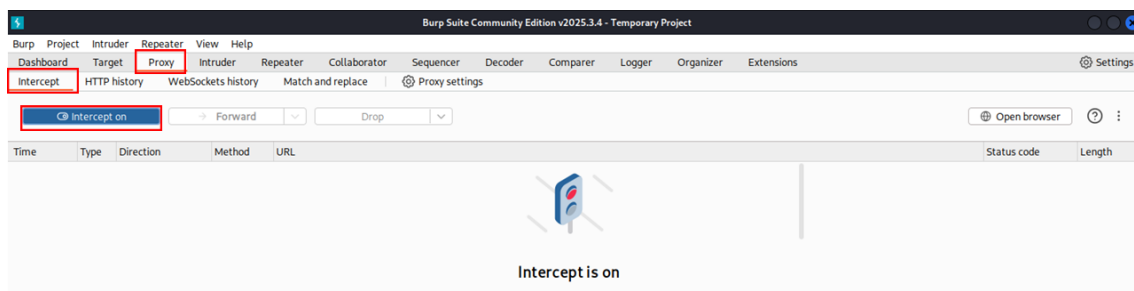 Burp Suite Community Edition v2025.3.4 - Temporary Project
Burp Project Intruder Repeater View Help
Dashboard Target Proxy Intruder Repeater Collaborator Sequencer Decoder Comparer Logger Organizer Extensions Settings
Intercept HTTP history WebSockets history Match and replace Proxy settings
Intercept on Forward Drop Open browser
Time Type Direction Method URL Status code Length
Intercept is on